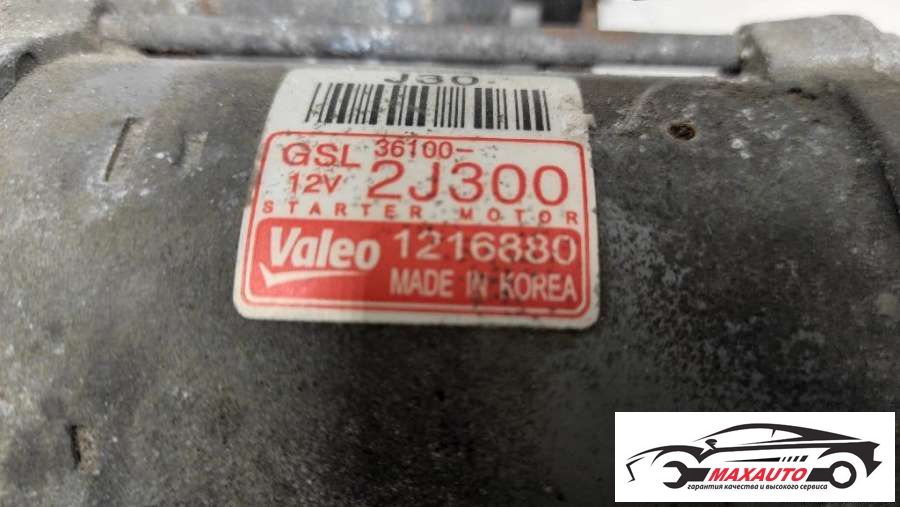 J30
GSL 36100-
12V 2J300
STARTER MOTOR
Valeo 1216880
MADE IN KOREA
MAXAUTO
гарантия качества и высокого сервиса